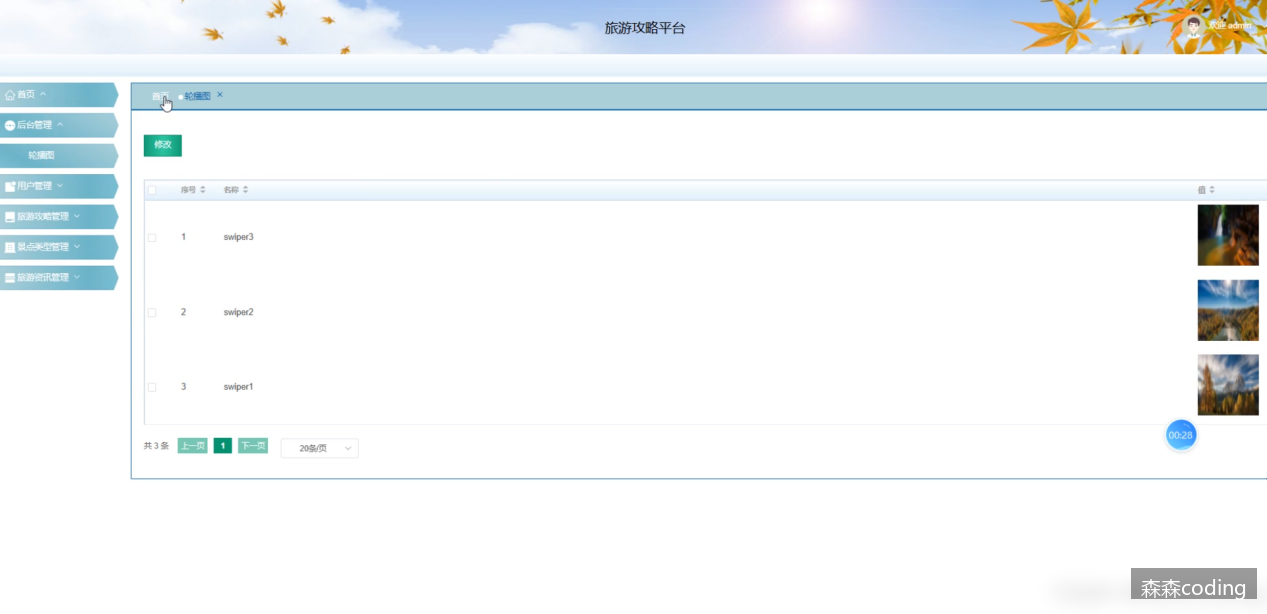 旅游攻略平台
欢迎 admin
首页
后台管理
轮播图
用户管理
旅游攻略管理
景点类型管理
旅游资讯管理
首页 轮播图 ×
修改
序号 名称 值
1 swiper3
2 swiper2
3 swiper1
共 3 条 上一页 1 下一页 20条/页
00:28
森森coding